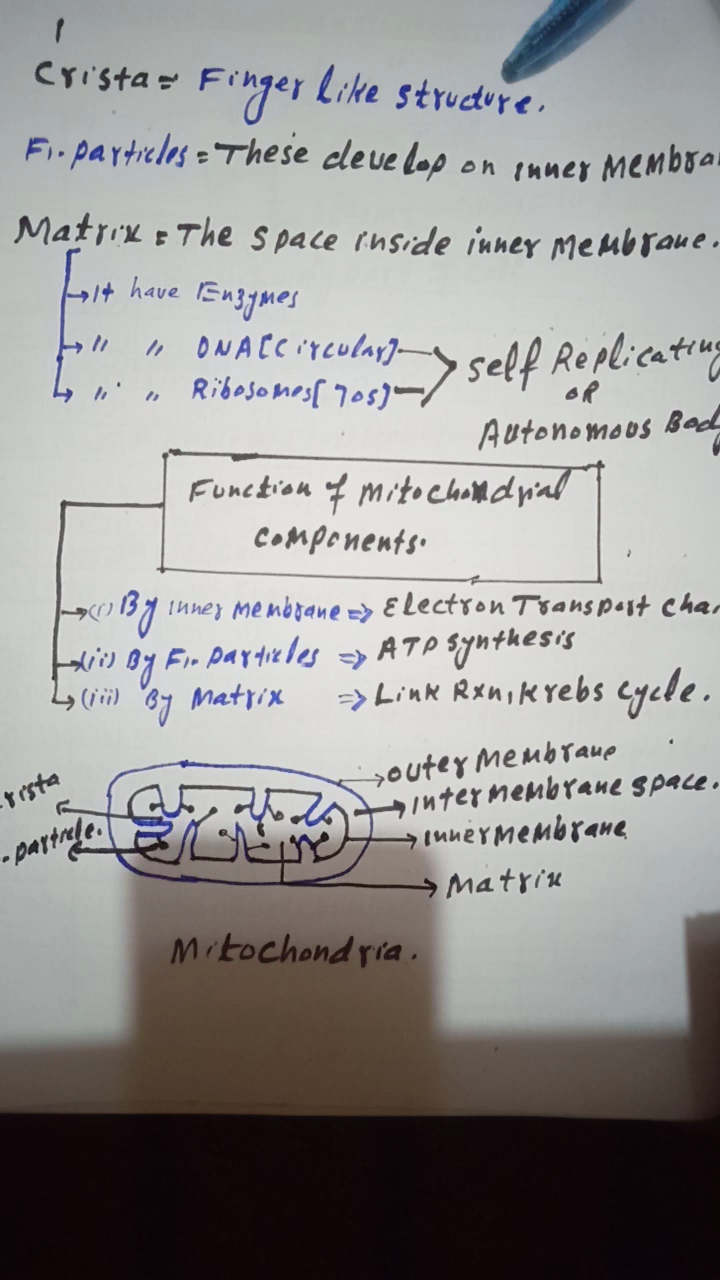 Crista = Finger like structure.
F1. particles = These develop on inner Membra
Matrix = The space inside inner membrane.
→ It have Enzymes
→ " " DNA [Circular]
→ " " Ribosomes [70s]
self Replicating
OR
Autonomous Bod
Function of mitochondrial
components.
→ (i) By inner membrane ⇒ Electron Transport chai
→ (ii) By F1. particles ⇒ ATP synthesis
→ (iii) By Matrix ⇒ Link Rxn, krebs cycle.
rista
. particle.
outer membrane
inter membrane space.
inner membrane
Matrix
Mitochondria.